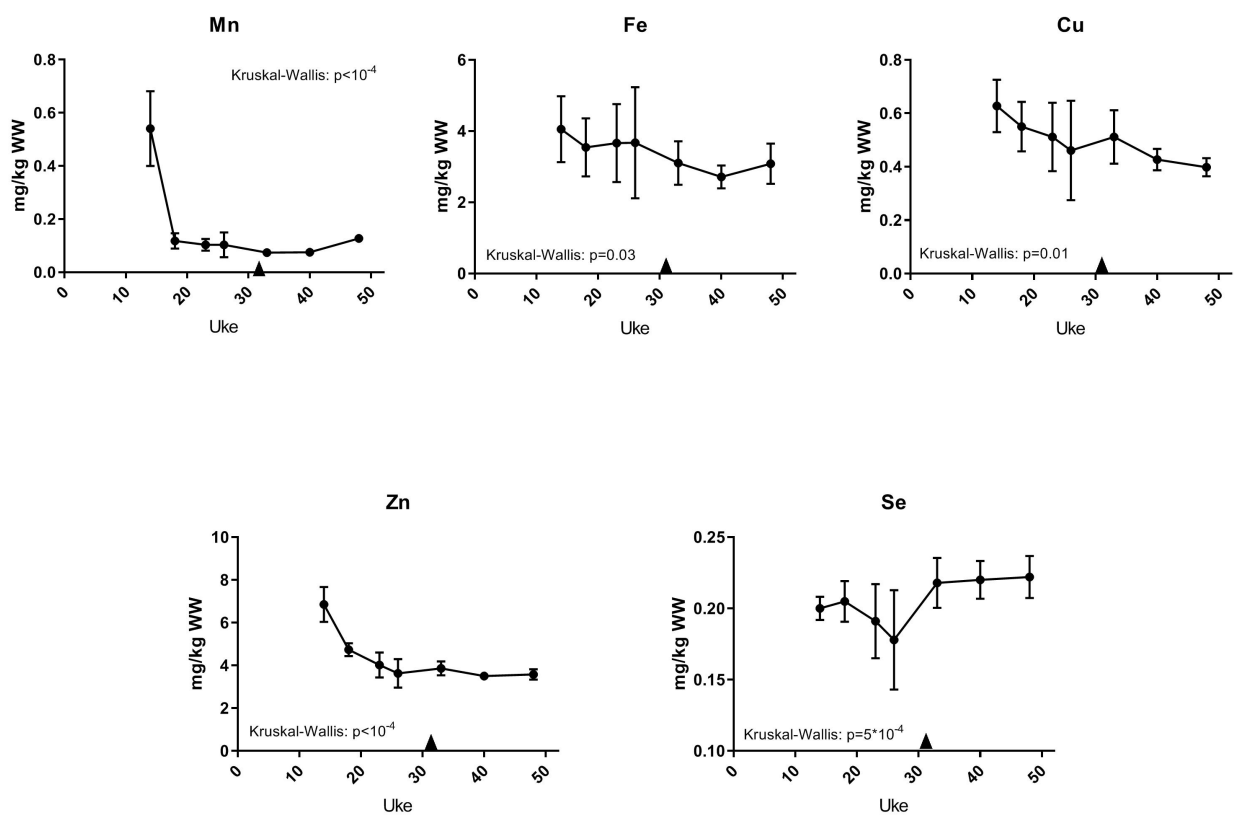 Mn
0.8
0.6
0.4
0.2
0.0
mg/kg WW
Kruskal-Wallis: p<10-4
0 10 20 30 40 50
Uke
Fe
6
4
2
0
mg/kg WW
Kruskal-Wallis: p=0.03
0 10 20 30 40 50
Uke
Cu
0.8
0.6
0.4
0.2
0.0
mg/kg WW
Kruskal-Wallis: p=0.01
0 10 20 30 40 50
Uke
Zn
10
8
6
4
2
0
mg/kg WW
Kruskal-Wallis: p<10-4
0 10 20 30 40 50
Uke
Se
0.25
0.20
0.15
0.10
mg/kg WW
Kruskal-Wallis: p=5*10-4
0 10 20 30 40 50
Uke